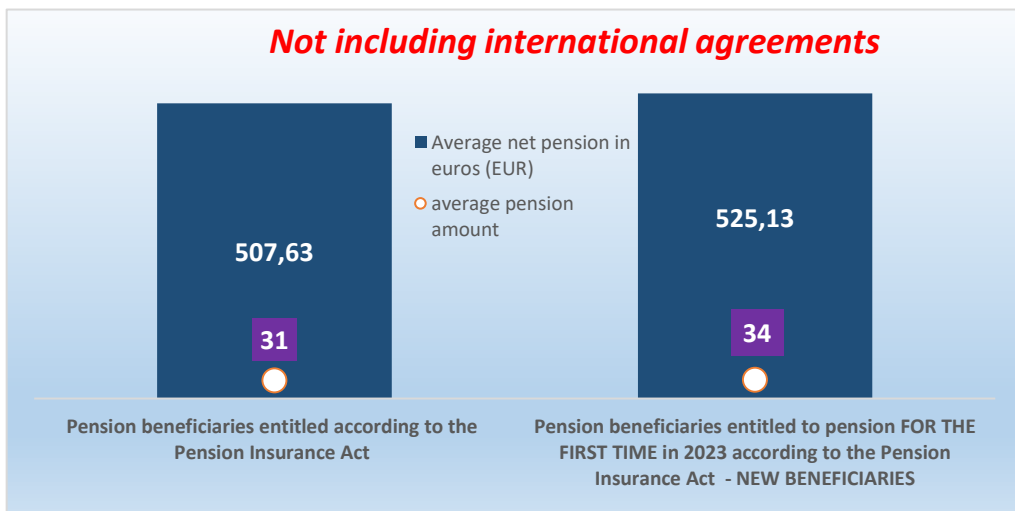 Not including international agreements
Average net pension in
euros (EUR)
average pension
amount
507,63
525,13
31
34
Pension beneficiaries entitled according to the
Pension Insurance Act
Pension beneficiaries entitled to pension FOR THE
FIRST TIME in 2023 according to the Pension
Insurance Act - NEW BENEFICIARIES